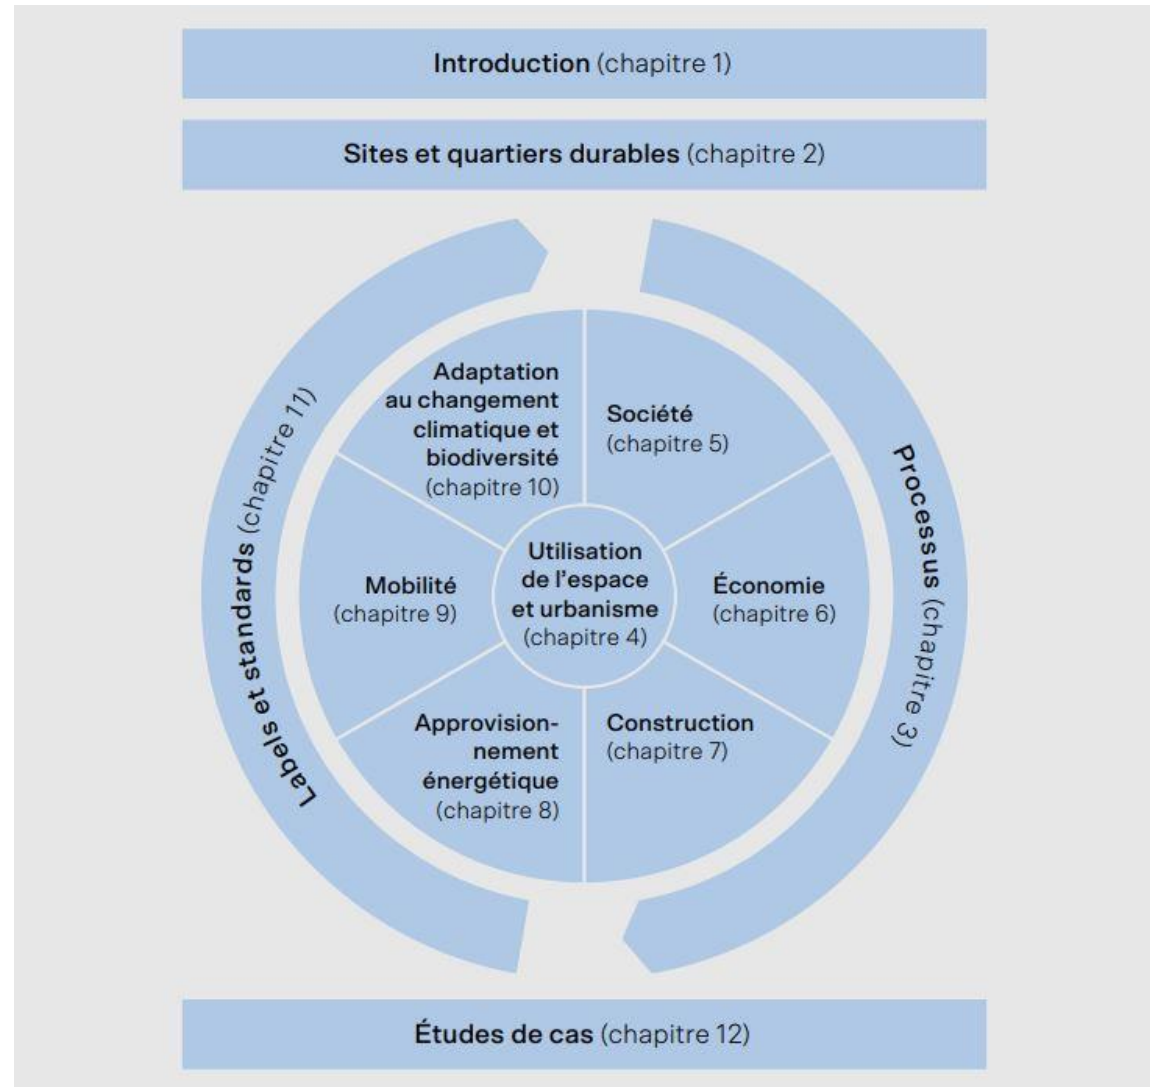 Introduction (chapitre 1)
Sites et quartiers durables (chapitre 2)
Labels et standards (chapitre 11)
Processus (chapitre 3)
Adaptation
au changement
climatique et
biodiversité
(chapitre 10)
Société
(chapitre 5)
Mobilité
(chapitre 9)
Utilisation
de l’espace
et urbanisme
(chapitre 4)
Économie
(chapitre 6)
Approvision-
nement
énergétique
(chapitre 8)
Construction
(chapitre 7)
Études de cas (chapitre 12)